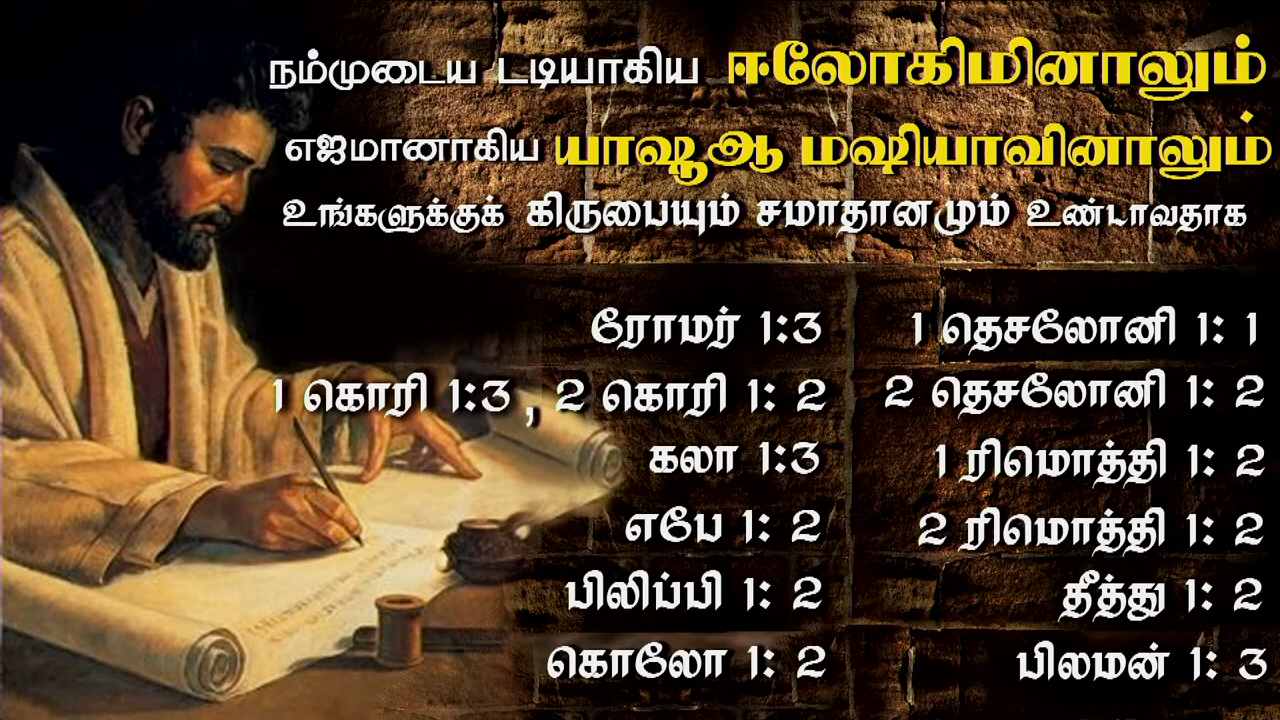 நம்முடைய டடியாகிய ஈலோகிமினாலும்
எஜமானாகிய யாஷூஆ மஷியாவினாலும்
உங்களுக்குக் கிருபையும் சமாதானமும் உண்டாவதாக
ரோமர் 1:3
1 கொரி 1:3 , 2 கொரி 1: 2
கலா 1:3
எபே 1: 2
பிலிப்பி 1: 2
கொலோ 1: 2
1 தெசலோனி 1: 1
2 தெசலோனி 1: 2
1 ரிமொத்தி 1: 2
2 ரிமொத்தி 1: 2
தீத்து 1: 2
பிலமன் 1: 3